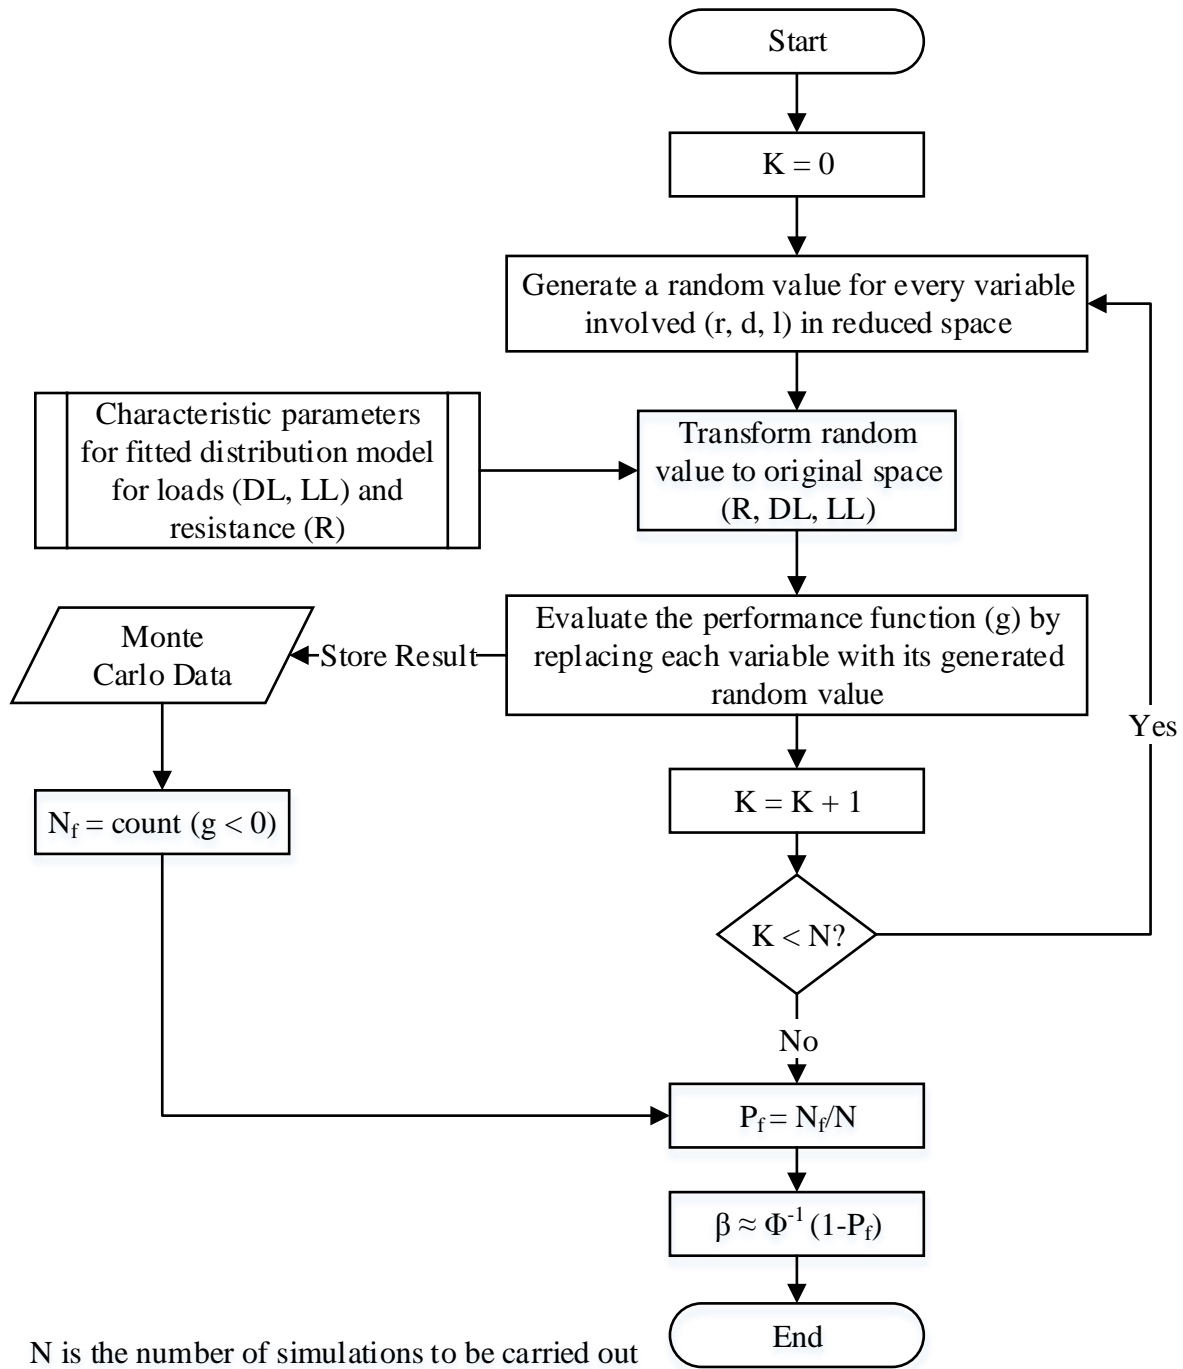 Start
K = 0
Generate a random value for every variable
involved (r, d, l) in reduced space
Characteristic parameters
for fitted distribution model
for loads (DL, LL) and
resistance (R)
Transform random
value to original space
(R, DL, LL)
Evaluate the performance function (g) by
replacing each variable with its generated
random value
Store Result
Monte
Carlo Data
Yes
K = K + 1
N_f = count (g < 0)
K < N?
No
P_f = N_f/N
β ≈ Φ^-1 (1-P_f)
End
N is the number of simulations to be carried out